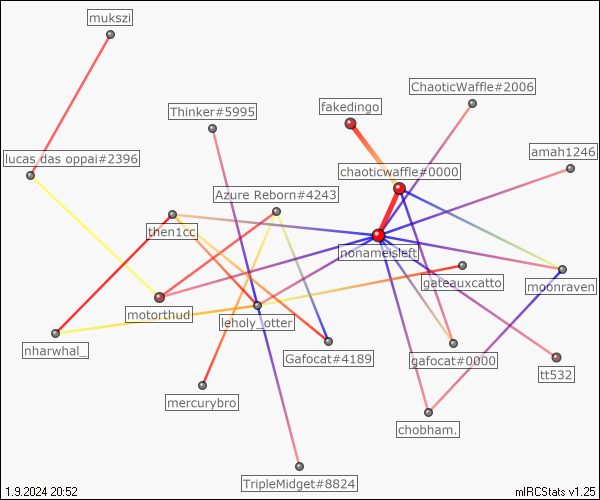 mukszi
ChaoticWaffle#2006
fakedingo
Thinker#5995
amah1246
lucas das oppai#2396
chaoticwaffle#0000
Azure Reborn#4243
then1cc
nonameisleft
gateauxcatto
moonraven
motorthud
leholy_otter
nharwhal_
Gafocat#4189
gafocat#0000
tt532
mercurybro
chobham.
TripleMidget#8824
1.9.2024 20:52
mIRCStats v1.25